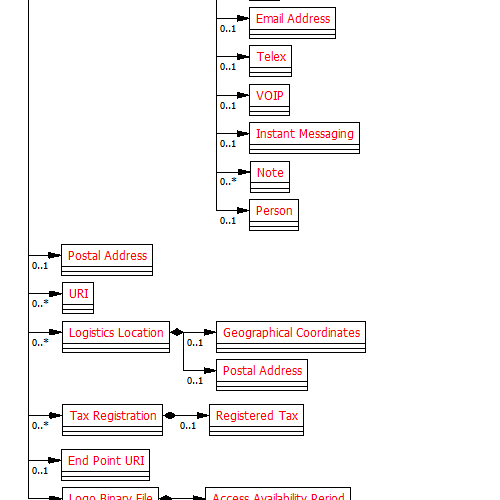 Email Address
0..1
Telex
0..1
VOIP
0..1
Instant Messaging
0..1
Note
0..*
Person
0..1
Postal Address
0..1
URI
0..*
Logistics Location
0..*
Geographical Coordinates
0..1
Postal Address
0..1
Tax Registration
0..*
Registered Tax
0..1
End Point URI
0..1
Logo Binary File
Access Availability Period